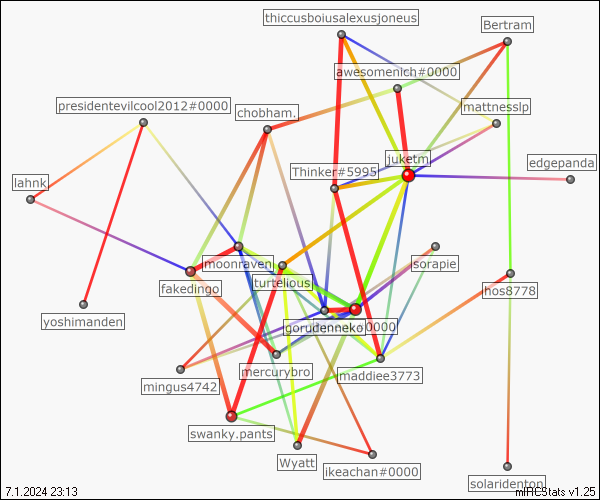 thiccusboiusalexusjoneus
Bertram
awesomenicb#0000
presidentevilcool2012#0000
chobham.
mattnesslp
juketm
edgepanda
Thinker#5995
lahnk
moonraven
sorapie
turtelious
fakedingo
hos8778
yoshimanden
gorudenneko
0000
mercurybro
maddiee3773
mingus4742
swanky.pants
Wyatt
ikeachan#0000
solaridenton
7.1.2024 23:13
mIRCStats v1.25